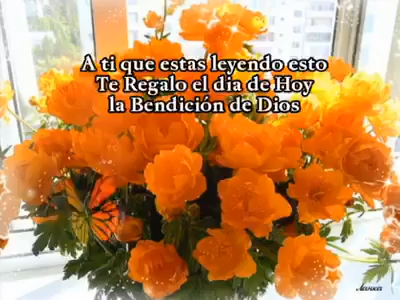 A ti que estas leyendo esto
Te Regalo el dia de Hoy
la Bendición de Dios